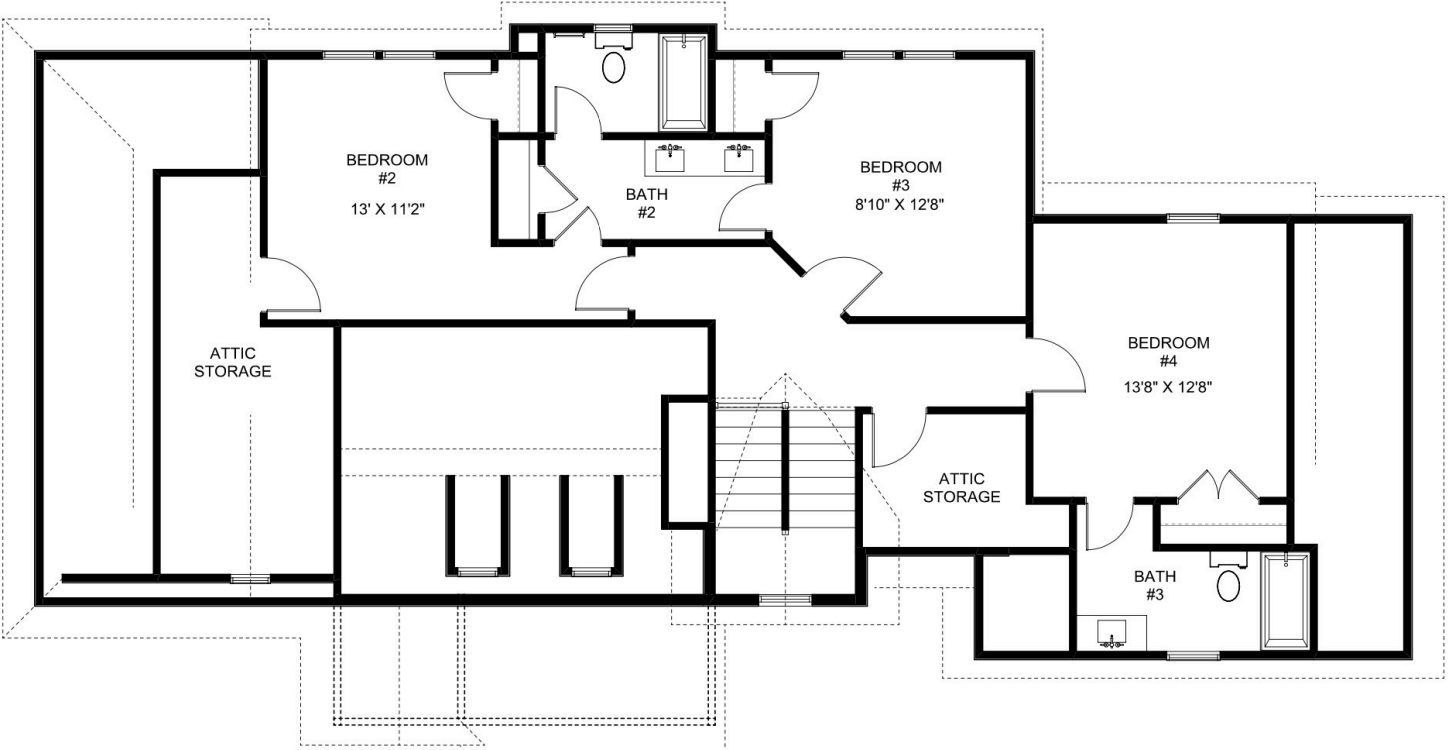 BEDROOM
#2
13' X 11'2"
BATH
#2
BEDROOM
#3
8'10" X 12'8"
BEDROOM
#4
13'8" X 12'8"
ATTIC
STORAGE
ATTIC
STORAGE
BATH
#3